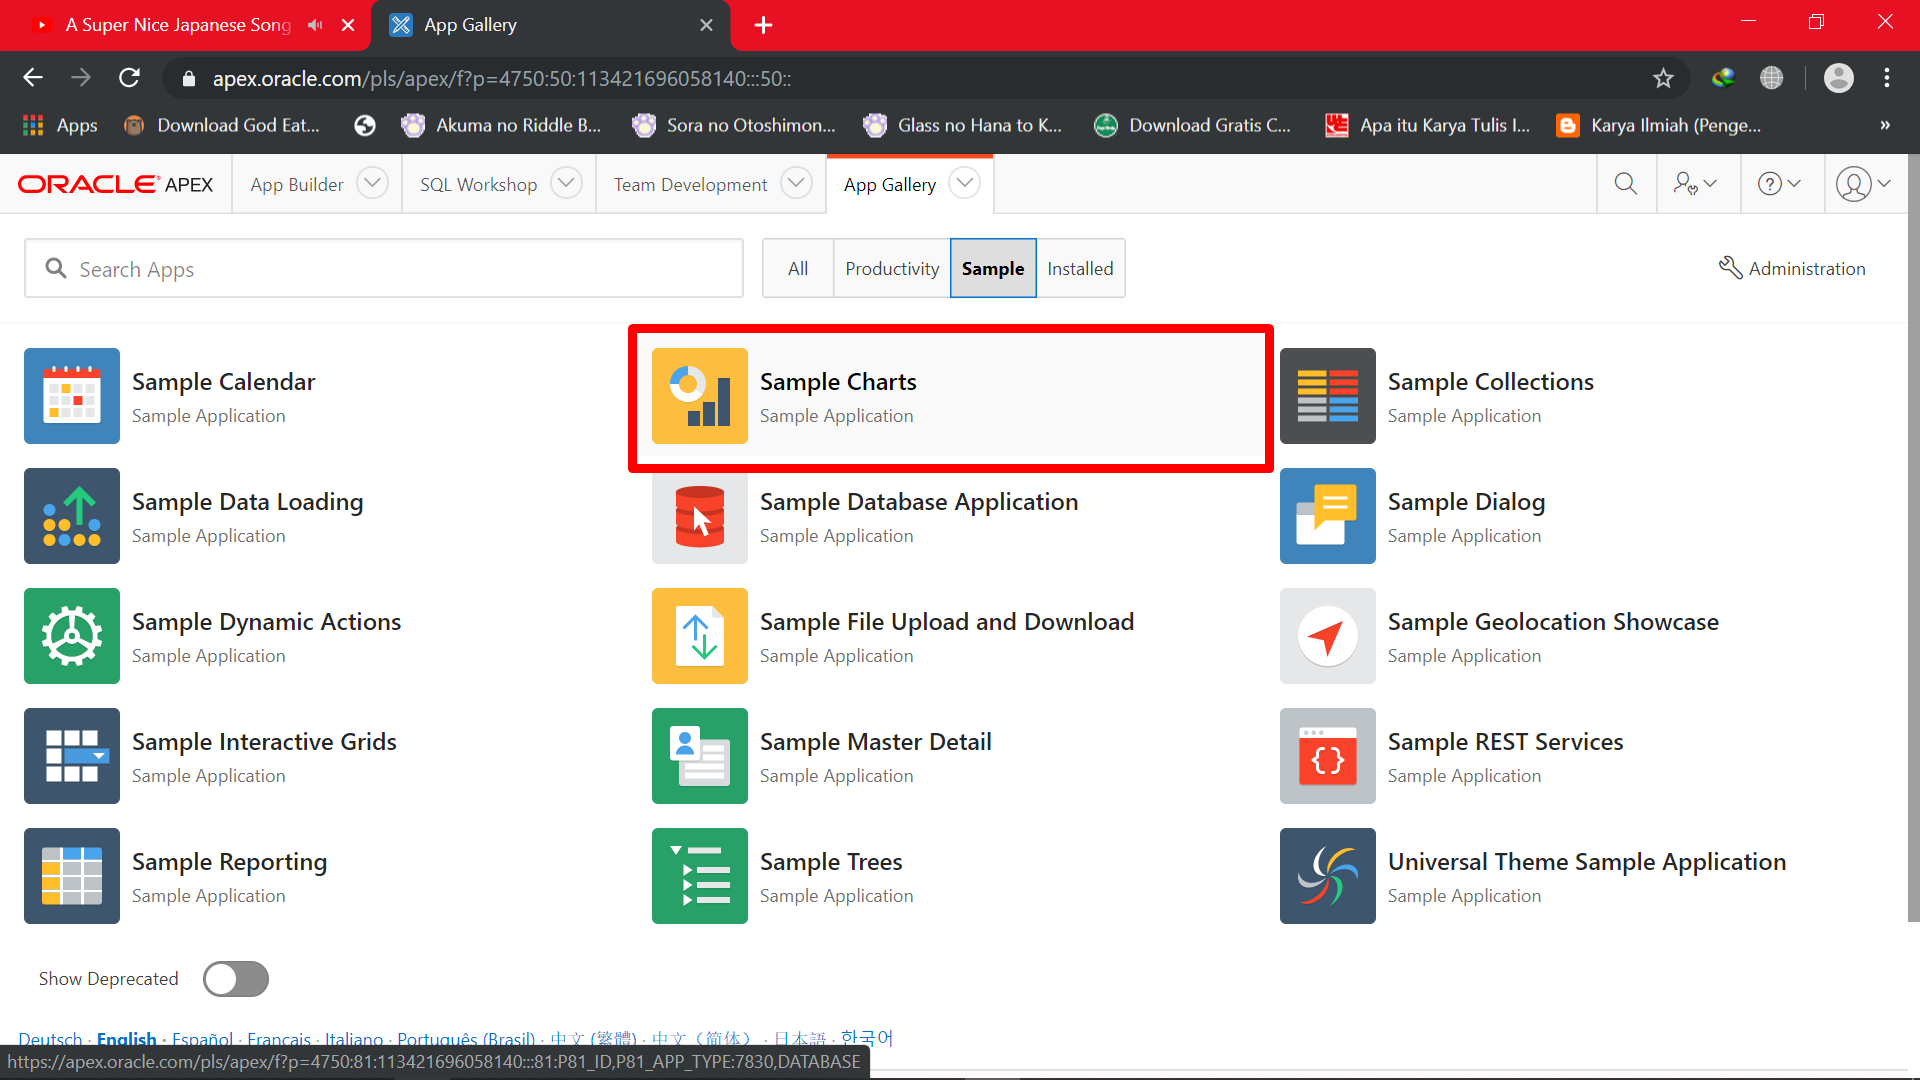 A Super Nice Japanese Song
App Gallery
apex.oracle.com/pls/apex/f?p=4750:50:113421696058140:::50::
Apps
Download God Eat...
Akuma no Riddle B...
Sora no Otoshimon...
Glass no Hana to K...
Download Gratis C...
Apa itu Karya Tulis I...
Karya Ilmiah (Penge...
»
ORACLE APEX
App Builder
SQL Workshop
Team Development
App Gallery
Search Apps
All
Productivity
Sample
Installed
Administration
Sample Calendar
Sample Application
Sample Charts
Sample Application
Sample Collections
Sample Application
Sample Data Loading
Sample Application
Sample Database Application
Sample Application
Sample Dialog
Sample Application
Sample Dynamic Actions
Sample Application
Sample File Upload and Download
Sample Application
Sample Geolocation Showcase
Sample Application
Sample Interactive Grids
Sample Application
Sample Master Detail
Sample Application
Sample REST Services
Sample Application
Sample Reporting
Sample Application
Sample Trees
Sample Application
Universal Theme Sample Application
Sample Application
Show Deprecated
Deutsch · English · Español · Français · Italiano · Português (Brasil) · 中文 (繁體) · 中文（简体） · 日本語 · 한국어
https://apex.oracle.com/pls/apex/f?p=4750:81:113421696058140:::81:P81_ID,P81_APP_TYPE:7830,DATABASE